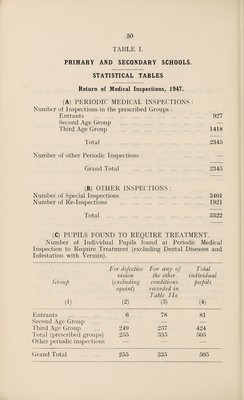 50
TABLE I.
PRIMARY AND SECONDARY SCHOOLS.
STATISTICAL TABLES
Return of Medical Inspections, 1947.
(A) PERIODIC MEDICAL INSPECTIONS :
Number of Inspections in the prescribed Groups :
Entrants 927
Second Age Group —
Third Age Group 1418
Total 2345
Number of other Periodic Inspections : —
Grand Total 2345
(B) OTHER INSPECTIONS :
Number of Special Inspections 3401
Number of Re-Inspections 1921
Total 5322
(C) PUPILS FOUND TO REQUIRE TREATMENT.
Number of Individual Pupils found at Periodic Medical
Inspection to Require Treatment (excluding Dental Diseases and
Infestation with Vermin).
For defective For any of Total
vision the other individual
Group (excluding conditions pupils
squint) recorded in
Table IIa
(1) (2) (3) (4)
Entrants 6 78 81
Second Age Group — — —
Third Age Group 249 257 424
Total (prescribed groups) 255 335 505
Other periodic inspections — — —
Grand Total 255 335 505